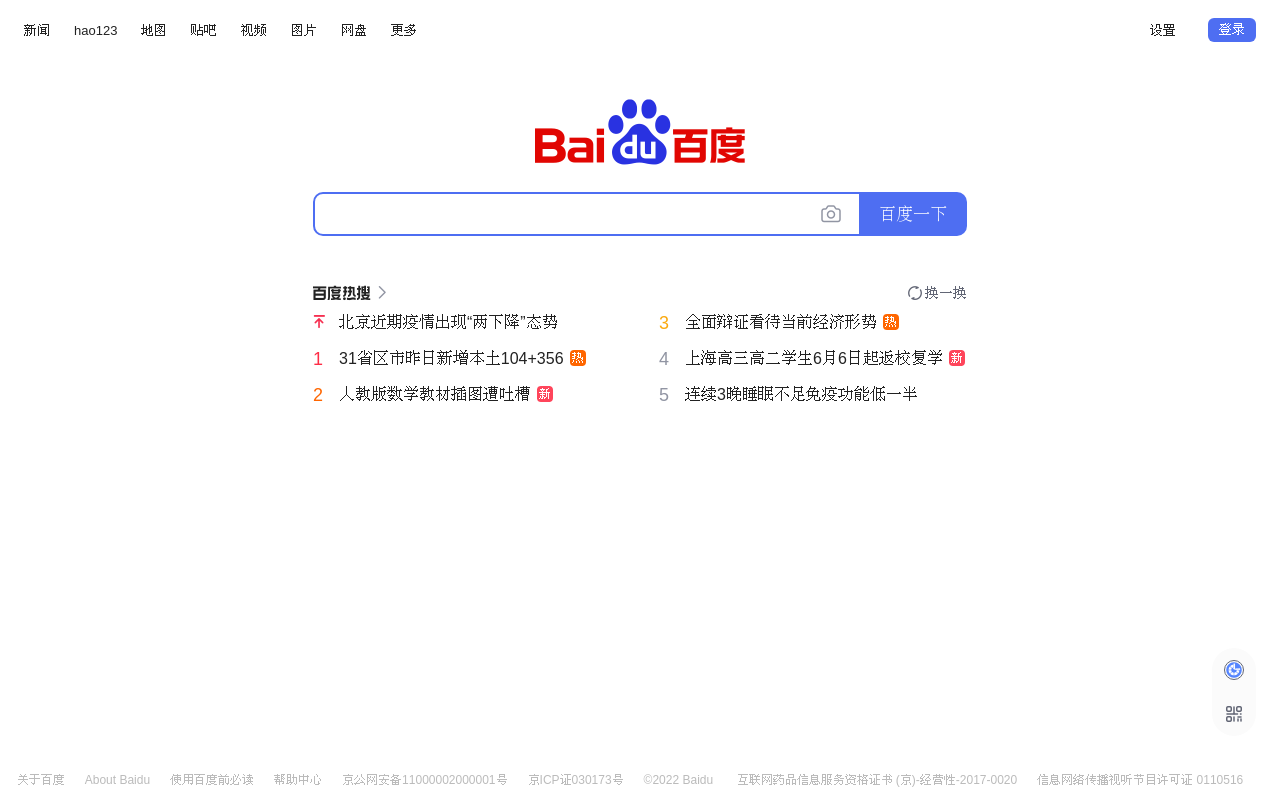 新闻 hao123 地图 贴吧 视频 图片 网盘 更多 设置 登录
Bai du 百度
百度一下
百度热搜 换一换
北京近期疫情出现“两下降”态势
1 31省区市昨日新增本土104+356 热
2 人教版数学教材插图遭吐槽 新
3 全面辩证看待当前经济形势 热
4 上海高三高二学生6月6日起返校复学 新
5 连续3晚睡眠不足免疫功能低一半
关于百度 About Baidu 使用百度前必读 帮助中心 京公网安备11000002000001号 京ICP证030173号 ©2022 Baidu 互联网药品信息服务资格证书 (京)-经营性-2017-0020 信息网络传播视听节目许可证 0110516